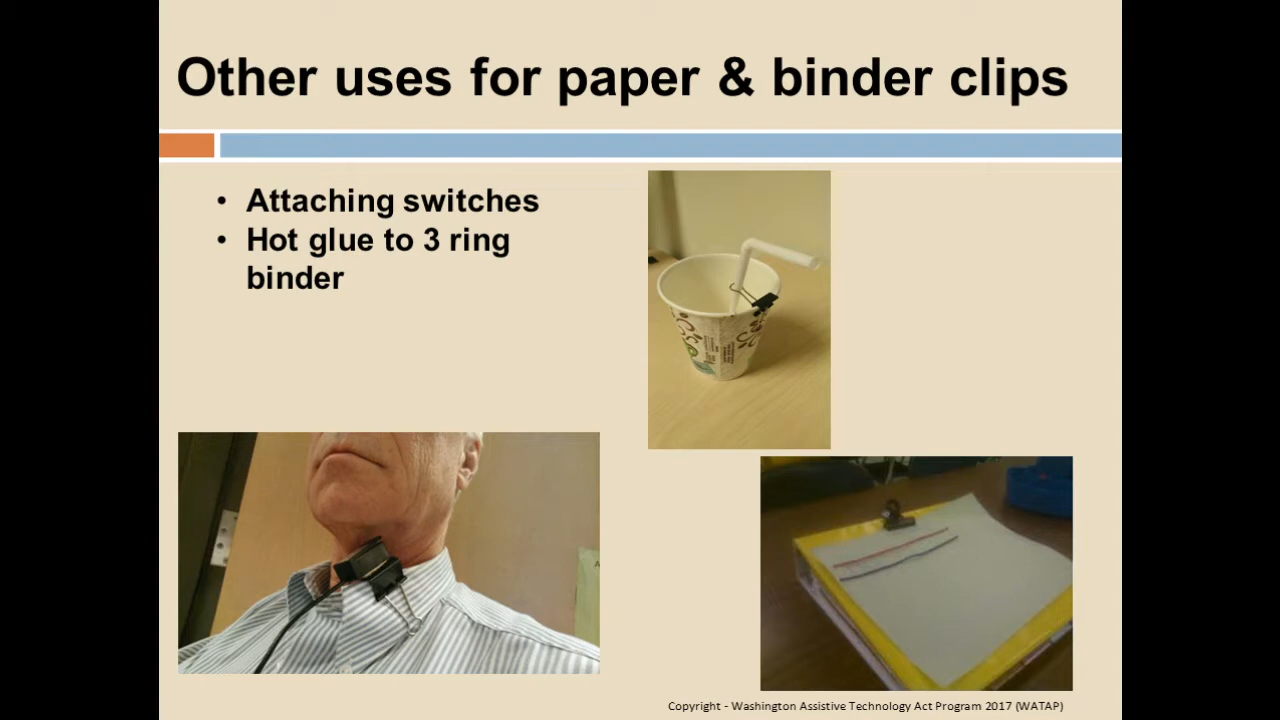 Other uses for paper & binder clips
• Attaching switches
• Hot glue to 3 ring
binder
Copyright - Washington Assistive Technology Act Program 2017 (WATAP)